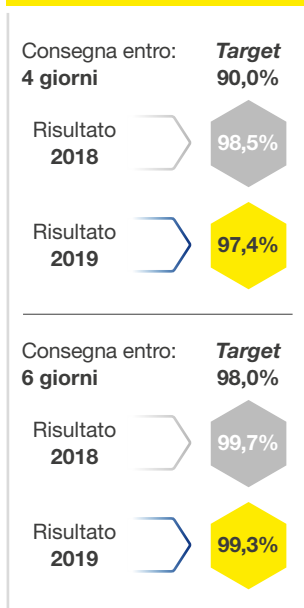 Consegna entro: Target
4 giorni 90,0%
Risultato
2018
98,5%
Risultato
2019
97,4%
Consegna entro: Target
6 giorni 98,0%
Risultato
2018
99,7%
Risultato
2019
99,3%